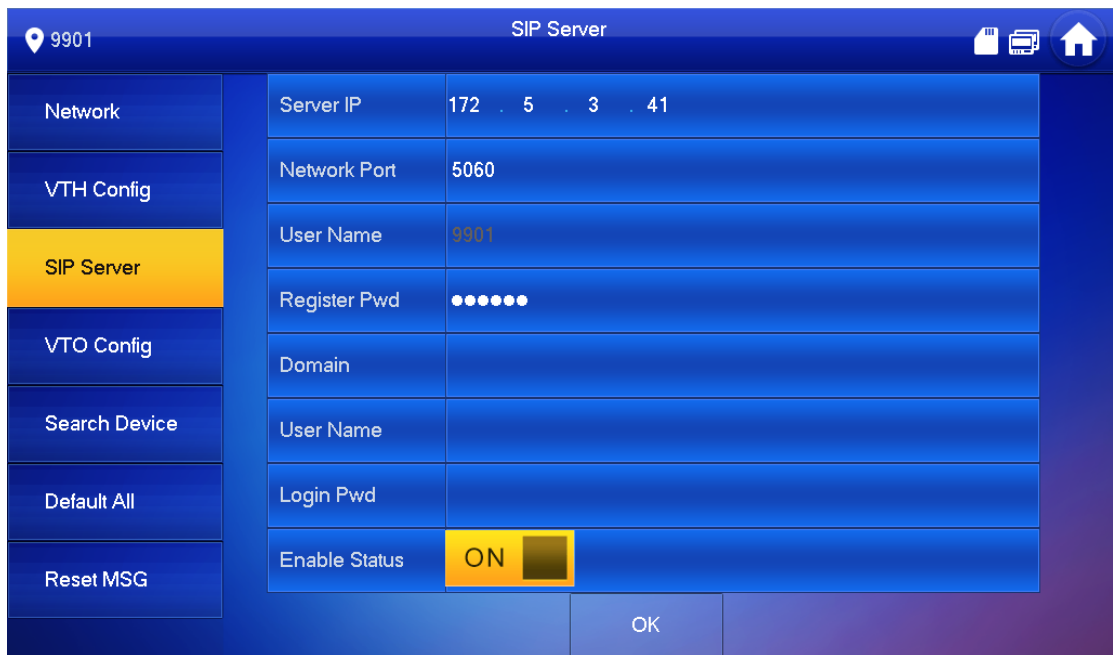 9901
SIP Server
Network
VTH Config
SIP Server
VTO Config
Search Device
Default All
Reset MSG
Server IP 172 . 5 . 3 . 41
Network Port 5060
User Name 9901
Register Pwd ●●●●●●
Domain
User Name
Login Pwd
Enable Status ON
OK